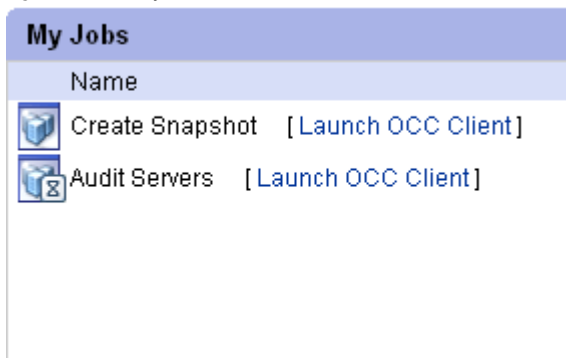 My Jobs
Name
Create Snapshot [Launch OCC Client]
Audit Servers [Launch OCC Client]